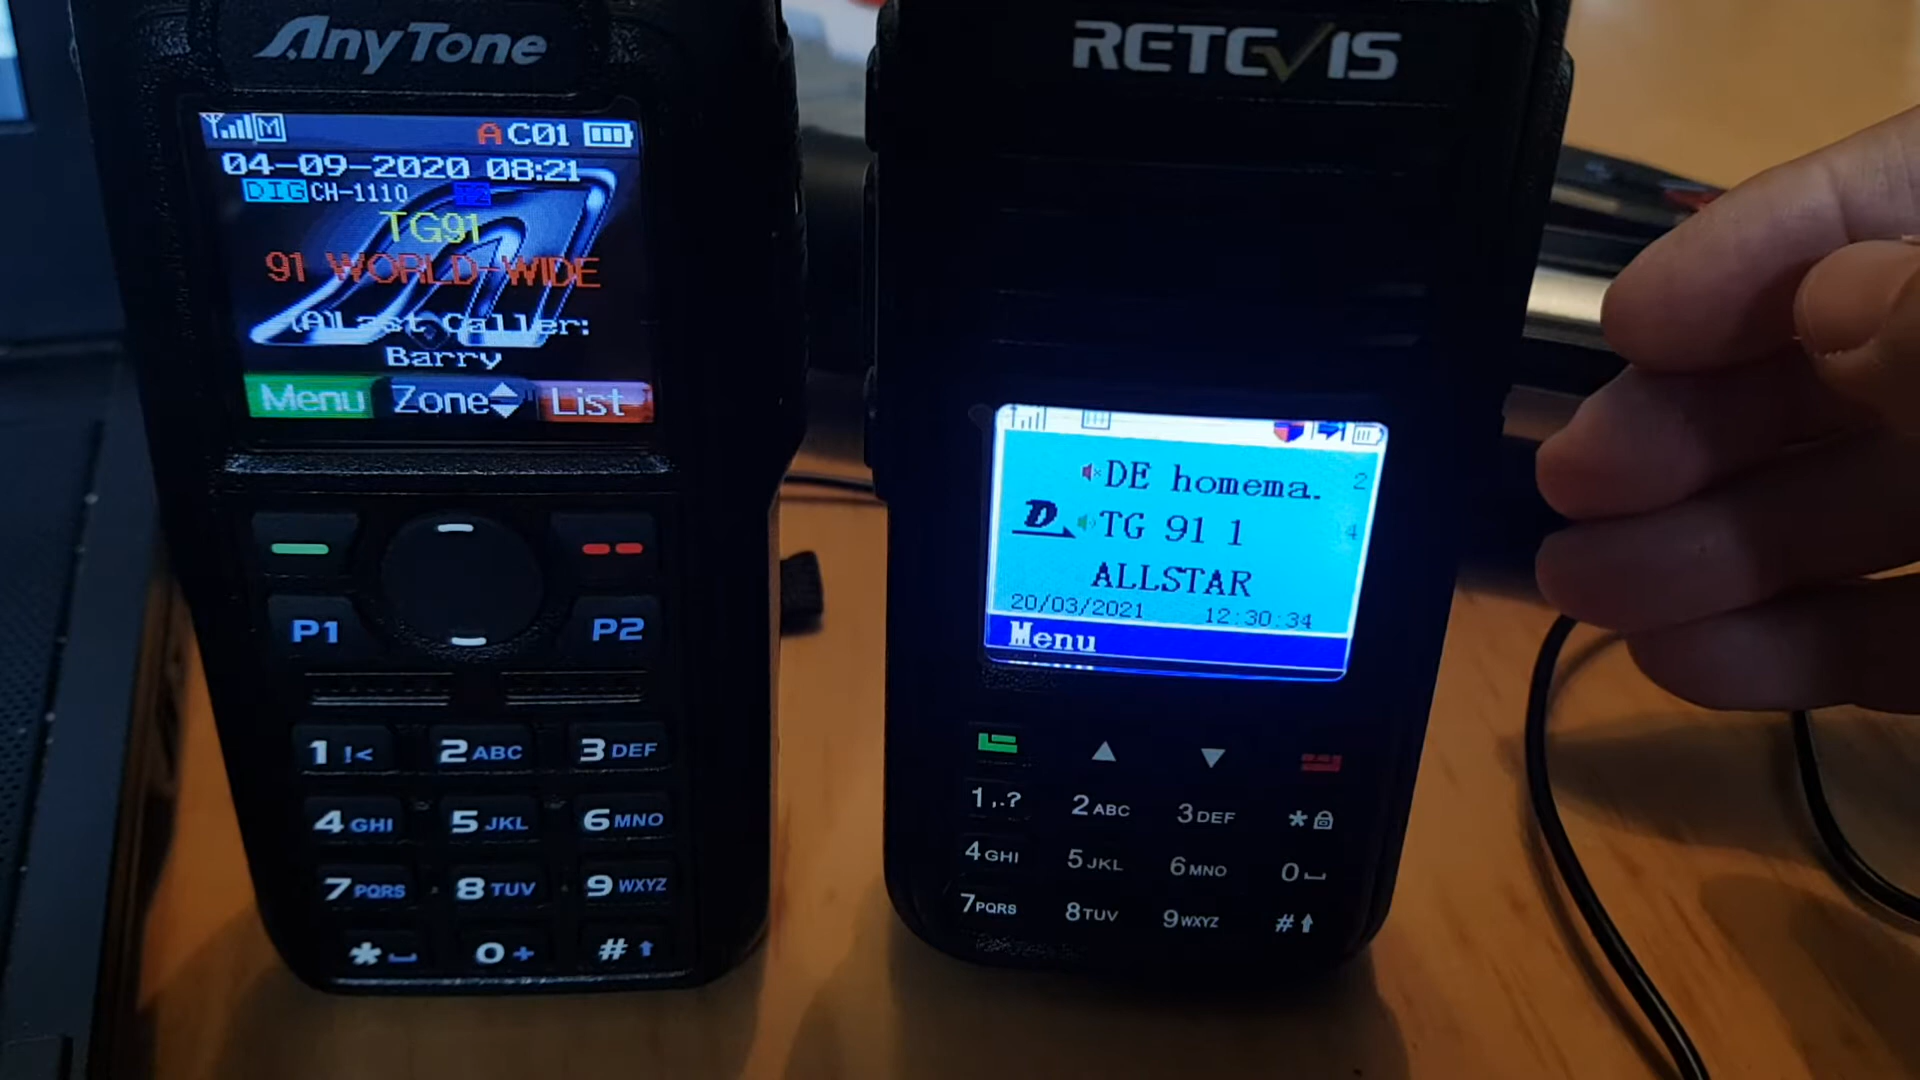 AnyTone
A C01
04-09-2020 08:21
DIG CH-1110 T2
TG91
91 WORLD-WIDE
(A)Last Caller:
Barry
Menu Zone List
P1 P2
1 !< 2 ABC 3 DEF
4 GHI 5 JKL 6 MNO
7 PQRS 8 TUV 9 WXYZ
* 0 + #
RETEVIS
DE homema. 2
D TG 91 1 4
ALLSTAR
20/03/2021 12:30:34
Menu
1,.? 2 ABC 3 DEF *
4 GHI 5 JKL 6 MNO 0
7 PQRS 8 TUV 9 WXYZ #